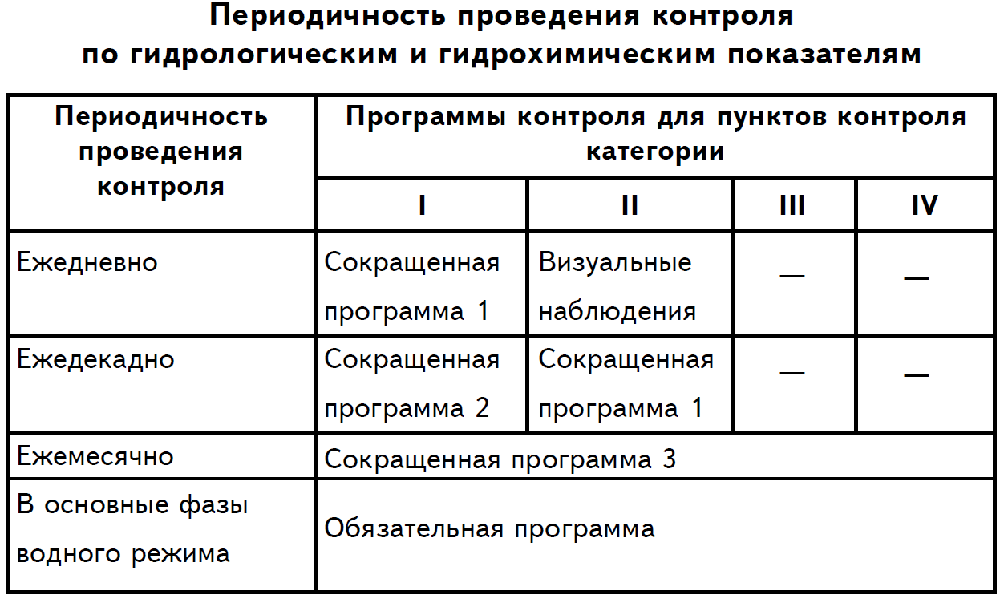 Периодичность проведения контроля
по гидрологическим и гидрохимическим показателям
Периодичность
проведения
контроля
Программы контроля для пунктов контроля
категории
I
II
III
IV
Ежедневно
Сокращенная
программа 1
Визуальные
наблюдения
—
—
Ежедекадно
Сокращенная
программа 2
Сокращенная
программа 1
—
—
Ежемесячно
Сокращенная программа 3
В основные фазы
водного режима
Обязательная программа